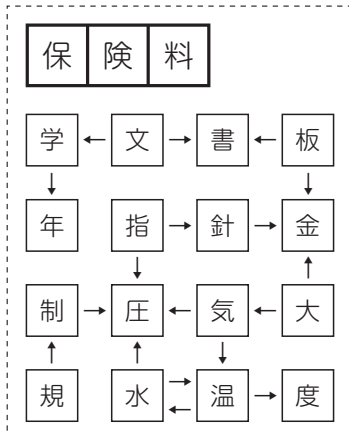 保険料
学 ← 文 → 書 ← 板
年 指 → 針 → 金
制 → 圧 ← 気 ← 大
規 水 温 → 度